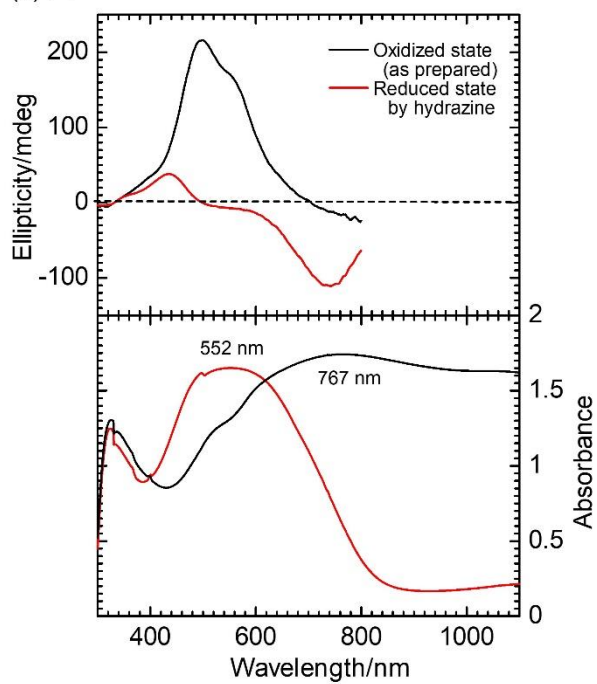 200
100
0
-100
Ellipticity/mdeg
Oxidized state
(as prepared)
Reduced state
by hydrazine
2
1.5
1
0.5
0
Absorbance
552 nm
767 nm
400
600
800
1000
Wavelength/nm